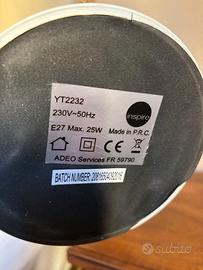 YT2232
230V~50Hz
inspire
E27 Max. 25W
Made in P.R.C.
ADEO Services FR 59790
BATCH NUMBER:
subito